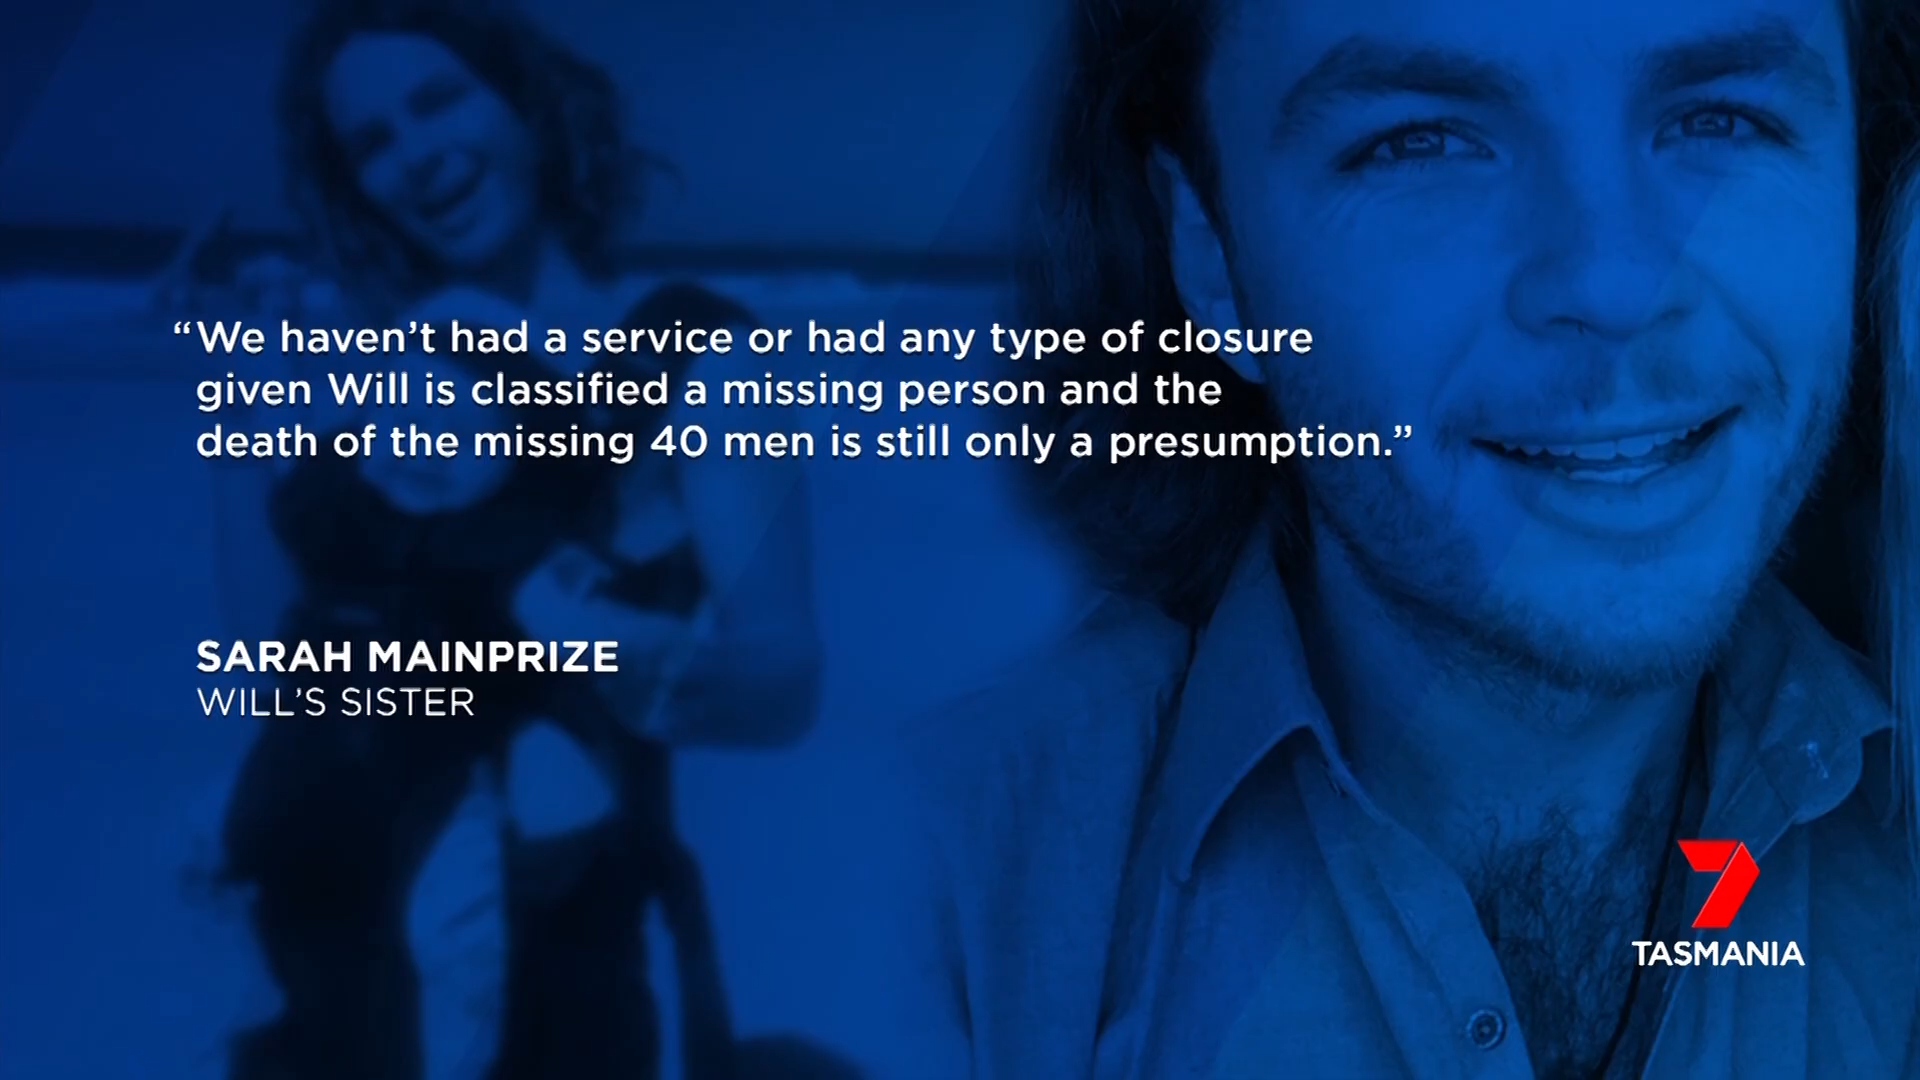 “We haven’t had a service or had any type of closure
given Will is classified a missing person and the
death of the missing 40 men is still only a presumption.”
SARAH MAINPRIZE
WILL’S SISTER
7
TASMANIA